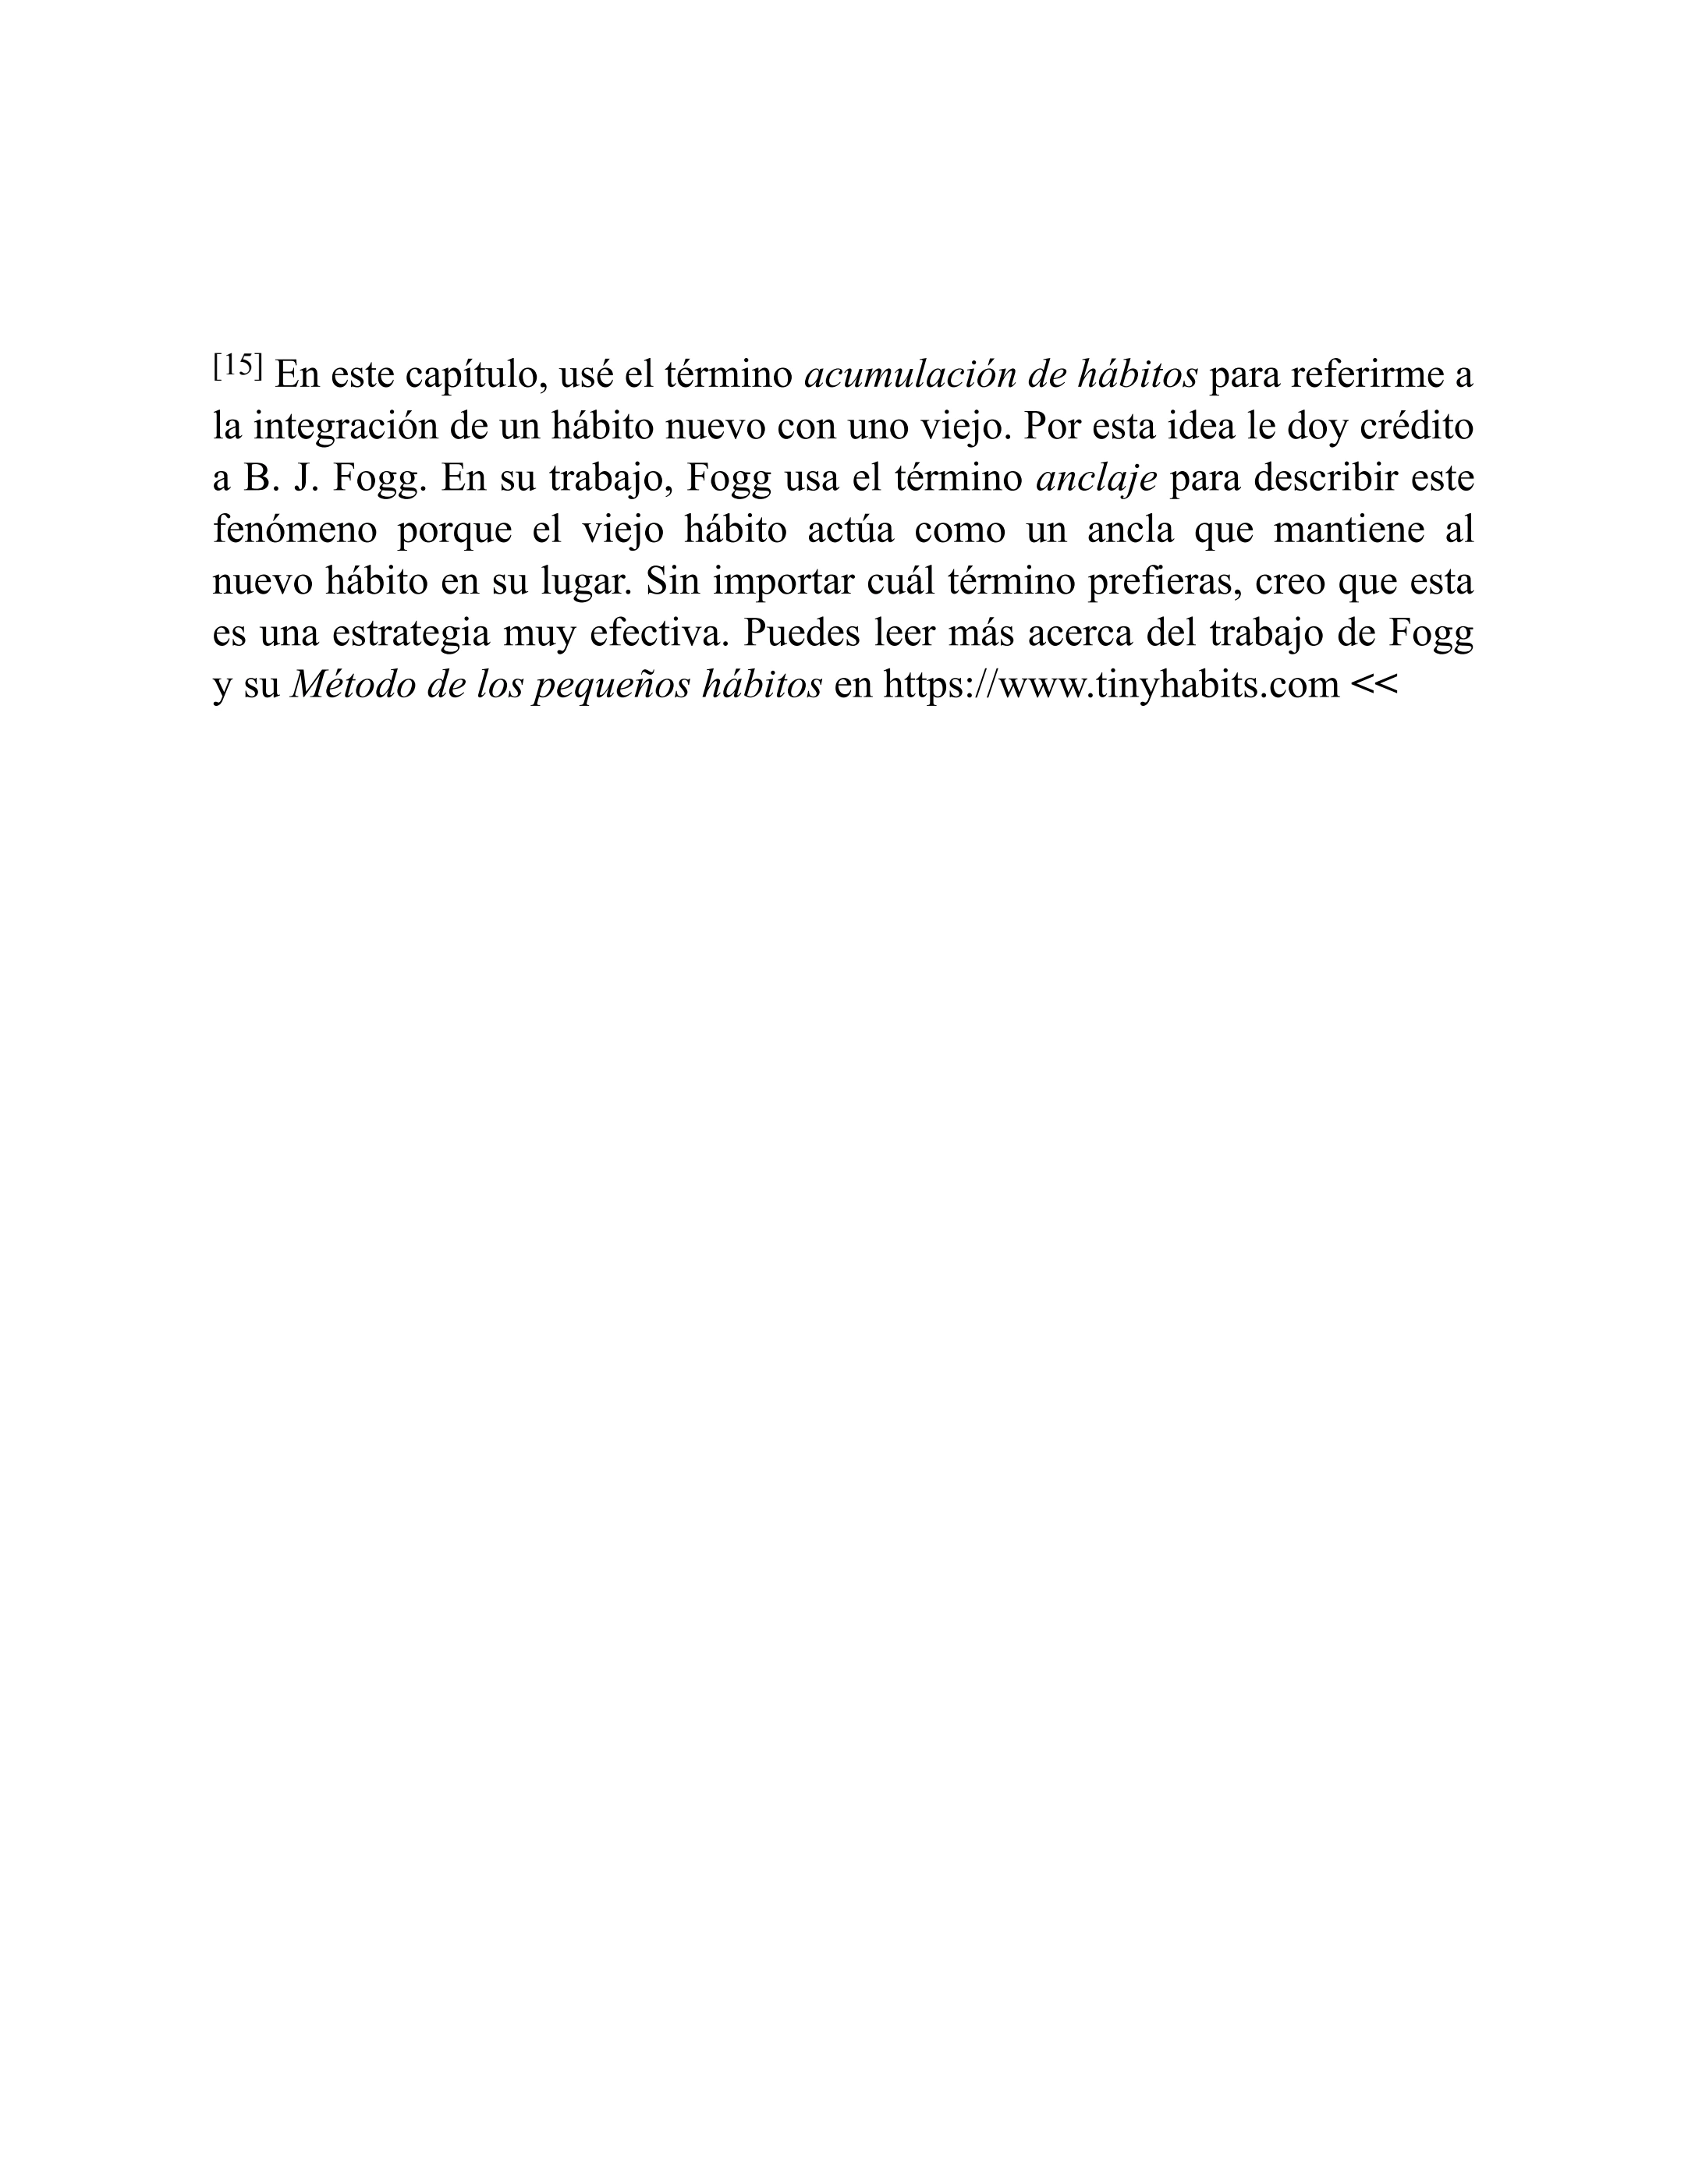 [15] En este capítulo, usé el término acumulación de hábitos para referirme a
la integración de un hábito nuevo con uno viejo. Por esta idea le doy crédito
a B. J. Fogg. En su trabajo, Fogg usa el término anclaje para describir este
fenómeno porque el viejo hábito actúa como un ancla que mantiene al
nuevo hábito en su lugar. Sin importar cuál término prefieras, creo que esta
es una estrategia muy efectiva. Puedes leer más acerca del trabajo de Fogg
y su Método de los pequeños hábitos en https://www.tinyhabits.com <<